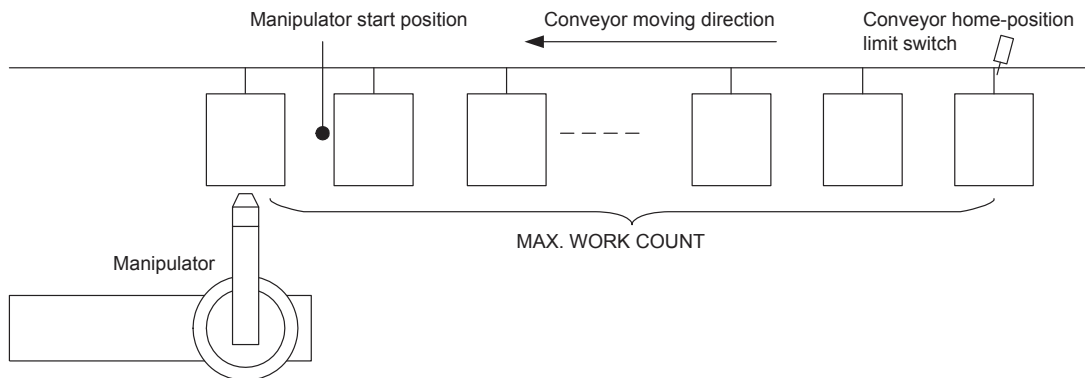 Manipulator start position
Conveyor moving direction
Conveyor home-position
limit switch
MAX. WORK COUNT
Manipulator